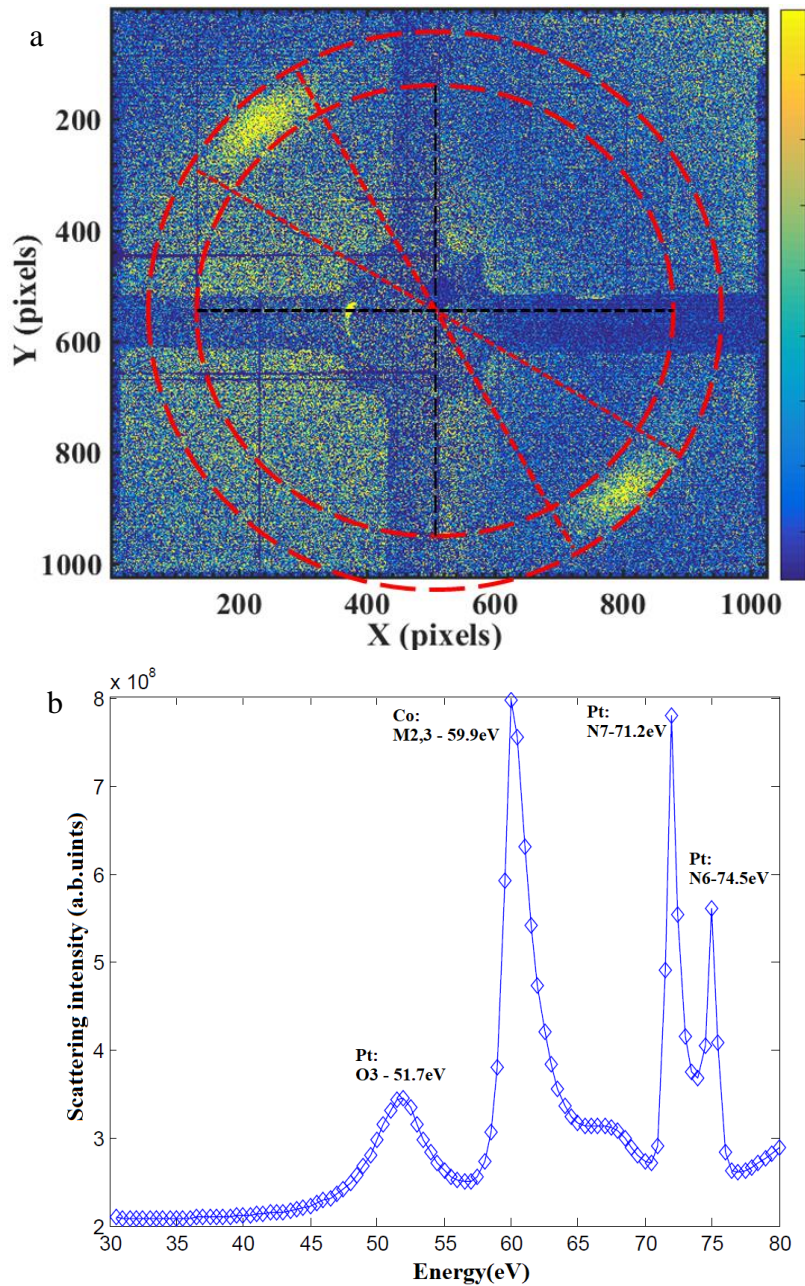 a
200
400
600
800
1000
Y (pixels)
200 400 600 800 1000
X (pixels)
b
x 10⁸
8
7
6
5
4
3
2
Scattering intensity (a.b.uints)
Co:
M2,3 - 59.9eV
Pt:
N7-71.2eV
Pt:
N6-74.5eV
Pt:
O3 - 51.7eV
30 35 40 45 50 55 60 65 70 75 80
Energy(eV)